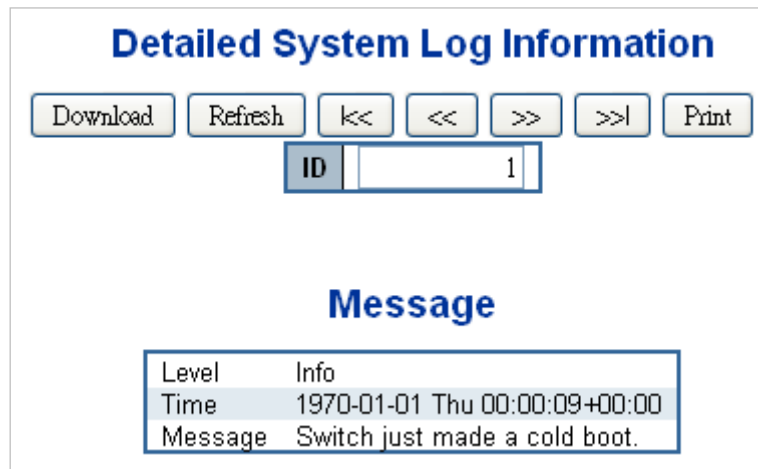 Detailed System Log Information
Download Refresh |<< << >> >>| Print
ID 1
Message
Level Info
Time 1970-01-01 Thu 00:00:09+00:00
Message Switch just made a cold boot.